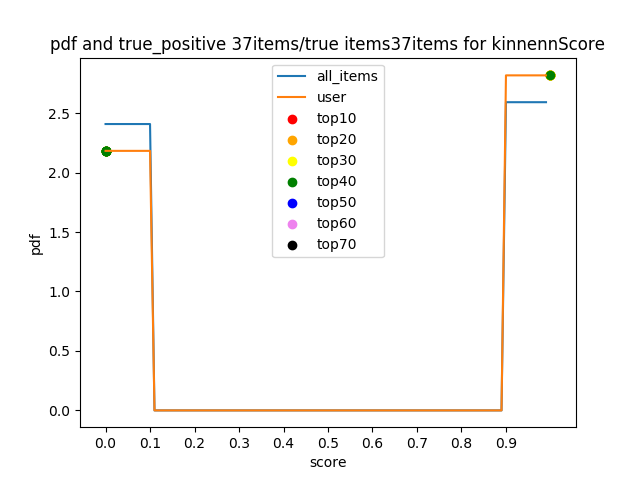 pdf and true_positive 37items/true items37items for kinnennScore
all_items
user
top10
top20
top30
top40
top50
top60
top70
2.5
2.0
1.5
1.0
0.5
0.0
pdf
0.0 0.1 0.2 0.3 0.4 0.5 0.6 0.7 0.8 0.9
score